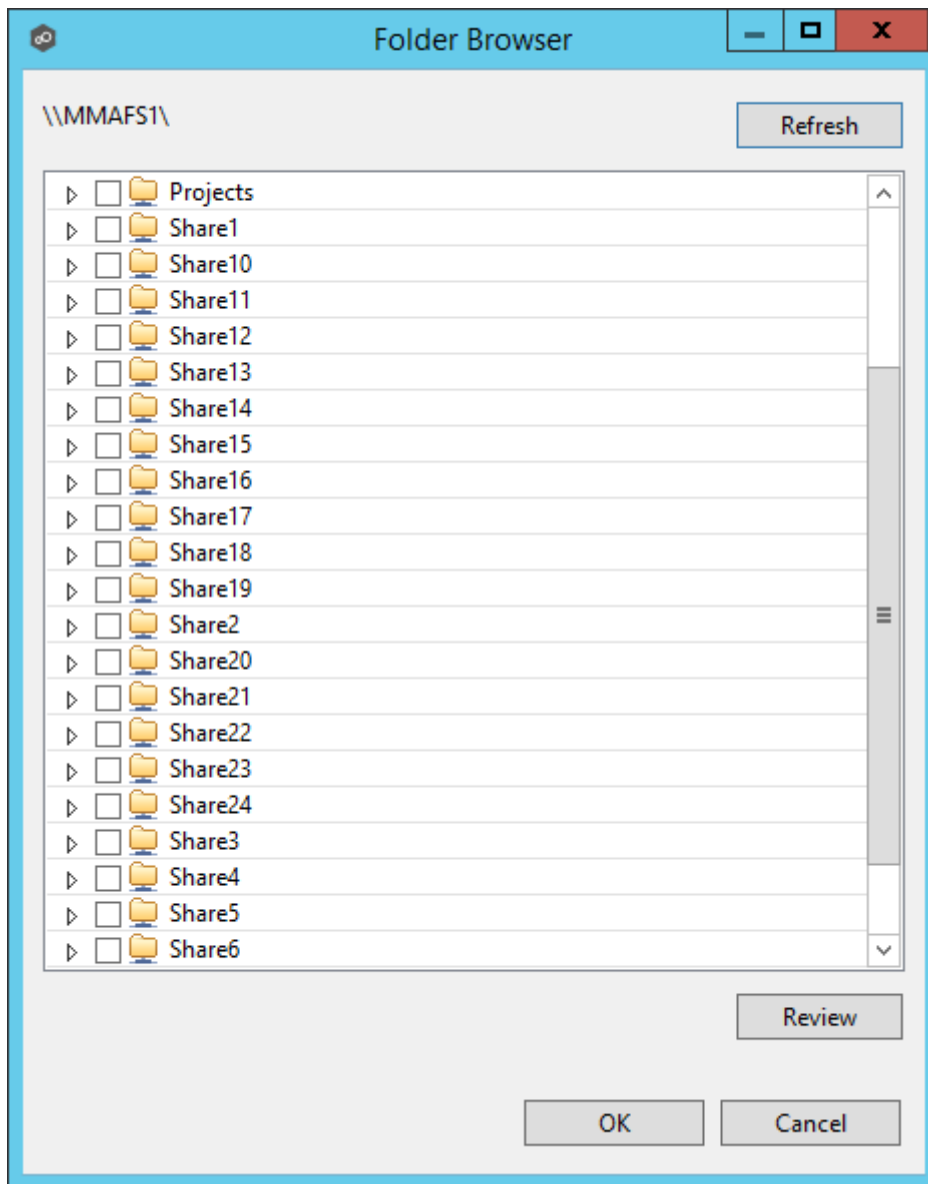 Folder Browser
\\MMAFS1\
Refresh
Projects
Share1
Share10
Share11
Share12
Share13
Share14
Share15
Share16
Share17
Share18
Share19
Share2
Share20
Share21
Share22
Share23
Share24
Share3
Share4
Share5
Share6
Review
OK
Cancel